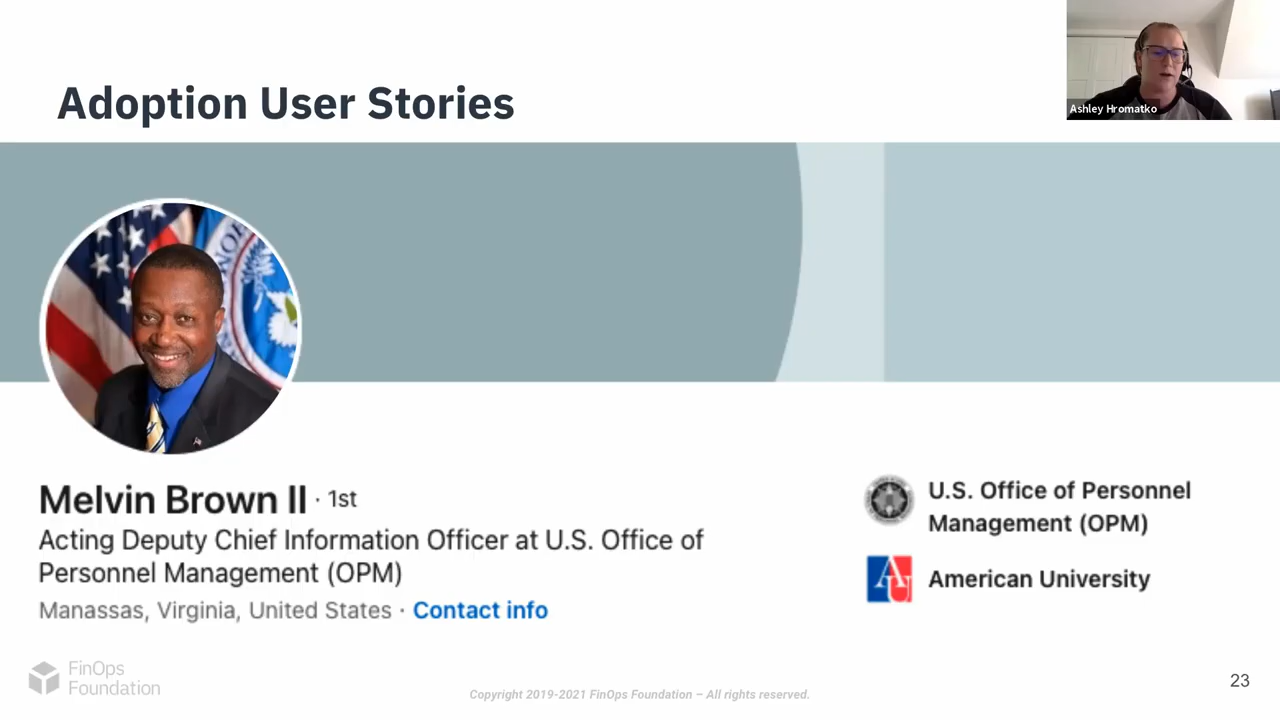 Adoption User Stories
Ashley Hromatko
Melvin Brown II · 1st
Acting Deputy Chief Information Officer at U.S. Office of
Personnel Management (OPM)
Manassas, Virginia, United States · Contact info
U.S. Office of Personnel
Management (OPM)
AU
American University
FinOps
Foundation
Copyright 2019-2021 FinOps Foundation – All rights reserved.
23